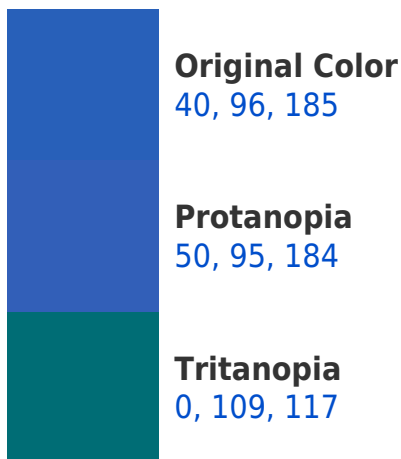 Original Color
40, 96, 185
Protanopia
50, 95, 184
Tritanopia
0, 109, 117